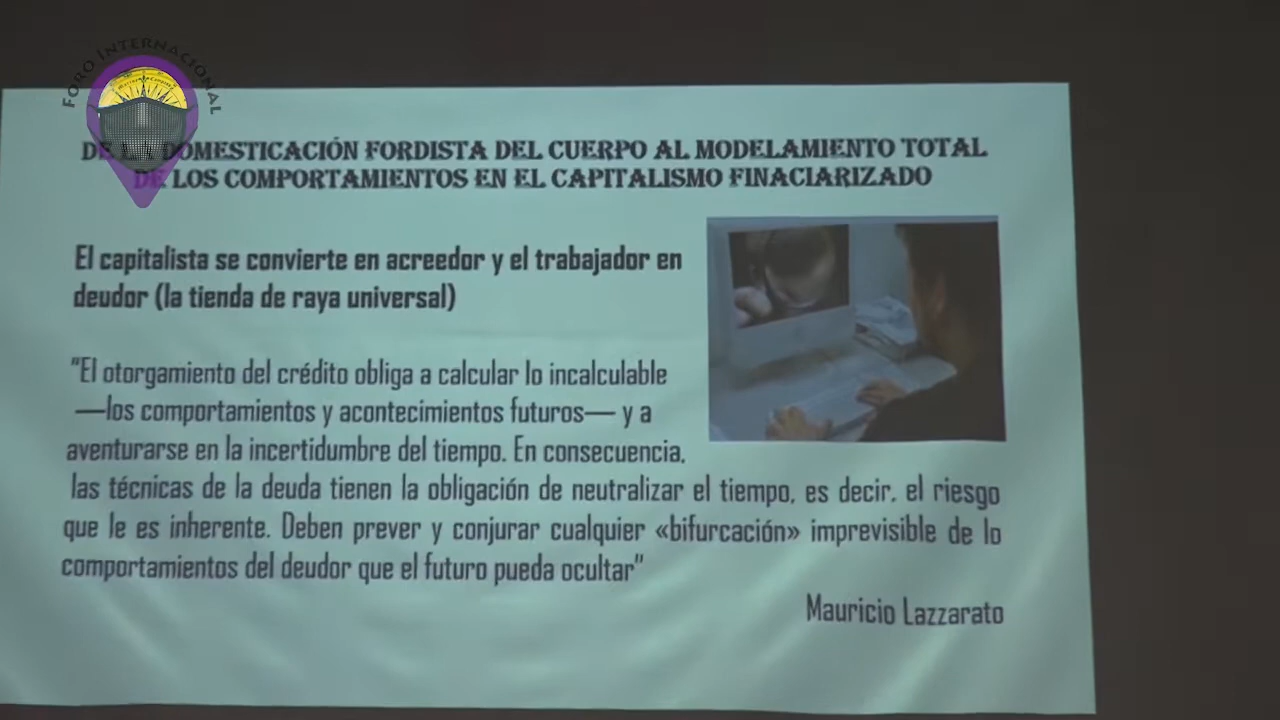 FORO INTERNACIONAL
DE LA DOMESTICACIÓN FORDISTA DEL CUERPO AL MODELAMIENTO TOTAL
DE LOS COMPORTAMIENTOS EN EL CAPITALISMO FINACIARIZADO
El capitalista se convierte en acreedor y el trabajador en
deudor (la tienda de raya universal)
"El otorgamiento del crédito obliga a calcular lo incalculable
—los comportamientos y acontecimientos futuros— y a
aventurarse en la incertidumbre del tiempo. En consecuencia,
las técnicas de la deuda tienen la obligación de neutralizar el tiempo, es decir, el riesgo
que le es inherente. Deben prever y conjurar cualquier «bifurcación» imprevisible de lo
comportamientos del deudor que el futuro pueda ocultar"
Mauricio Lazzarato